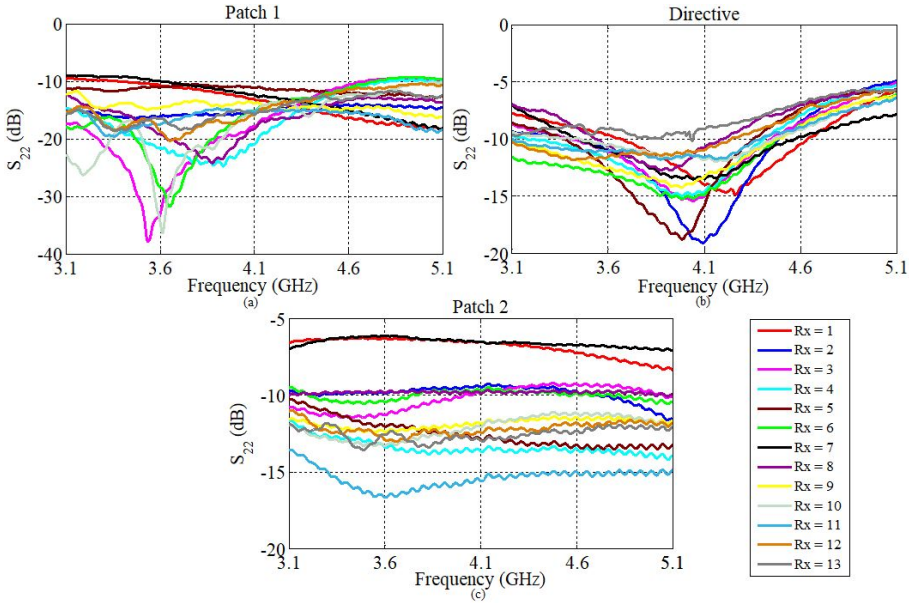 Patch 1
0
-10
-20
-30
-40
S22 (dB)
3.1 3.6 4.1 4.6 5.1
Frequency (GHz)
(a)
Directive
0
-5
-10
-15
-20
S22 (dB)
3.1 3.6 4.1 4.6 5.1
Frequency (GHz)
(b)
Patch 2
-5
-10
-15
-20
S22 (dB)
3.1 3.6 4.1 4.6 5.1
Frequency (GHz)
(c)
Rx = 1
Rx = 2
Rx = 3
Rx = 4
Rx = 5
Rx = 6
Rx = 7
Rx = 8
Rx = 9
Rx = 10
Rx = 11
Rx = 12
Rx = 13